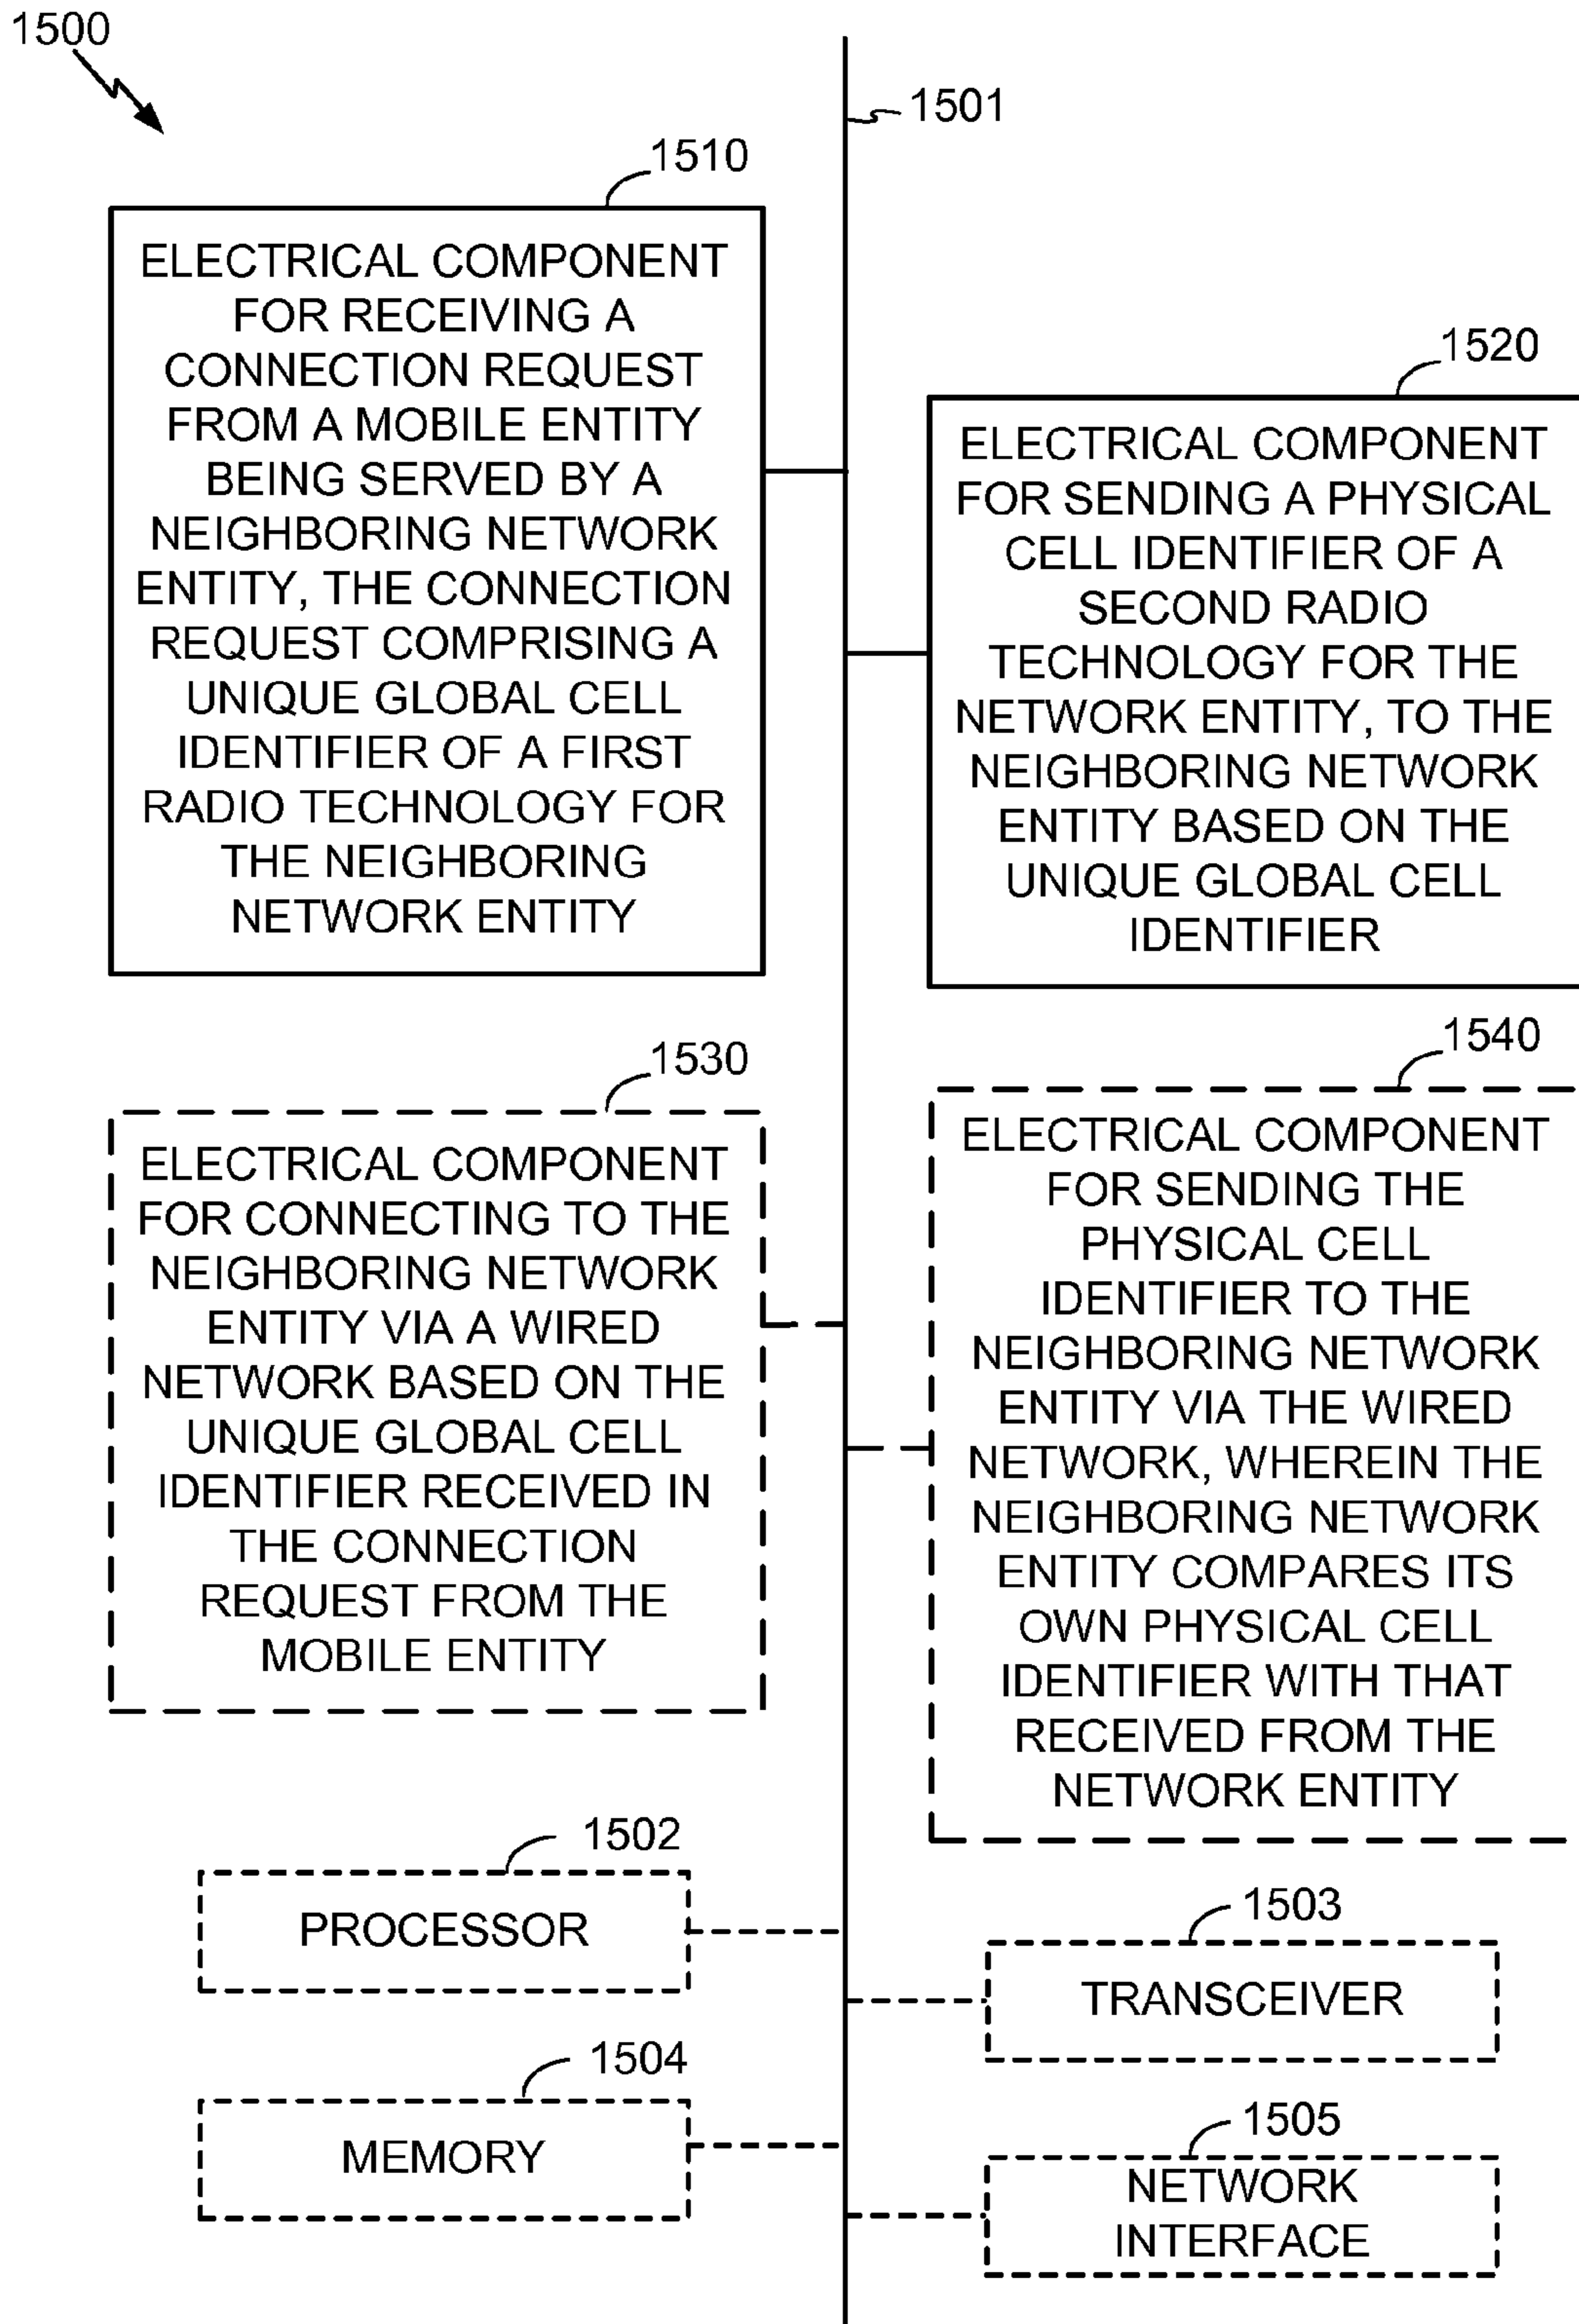 1500
1501
1510
ELECTRICAL COMPONENT
FOR RECEIVING A
CONNECTION REQUEST
FROM A MOBILE ENTITY
BEING SERVED BY A
NEIGHBORING NETWORK
ENTITY, THE CONNECTION
REQUEST COMPRISING A
UNIQUE GLOBAL CELL
IDENTIFIER OF A FIRST
RADIO TECHNOLOGY FOR
THE NEIGHBORING
NETWORK ENTITY
1520
ELECTRICAL COMPONENT
FOR SENDING A PHYSICAL
CELL IDENTIFIER OF A
SECOND RADIO
TECHNOLOGY FOR THE
NETWORK ENTITY, TO THE
NEIGHBORING NETWORK
ENTITY BASED ON THE
UNIQUE GLOBAL CELL
IDENTIFIER
1530
ELECTRICAL COMPONENT
FOR CONNECTING TO THE
NEIGHBORING NETWORK
ENTITY VIA A WIRED
NETWORK BASED ON THE
UNIQUE GLOBAL CELL
IDENTIFIER RECEIVED IN
THE CONNECTION
REQUEST FROM THE
MOBILE ENTITY
1540
ELECTRICAL COMPONENT
FOR SENDING THE
PHYSICAL CELL
IDENTIFIER TO THE
NEIGHBORING NETWORK
ENTITY VIA THE WIRED
NETWORK, WHEREIN THE
NEIGHBORING NETWORK
ENTITY COMPARES ITS
OWN PHYSICAL CELL
IDENTIFIER WITH THAT
RECEIVED FROM THE
NETWORK ENTITY
1502
PROCESSOR
1503
TRANSCEIVER
1504
MEMORY
1505
NETWORK
INTERFACE